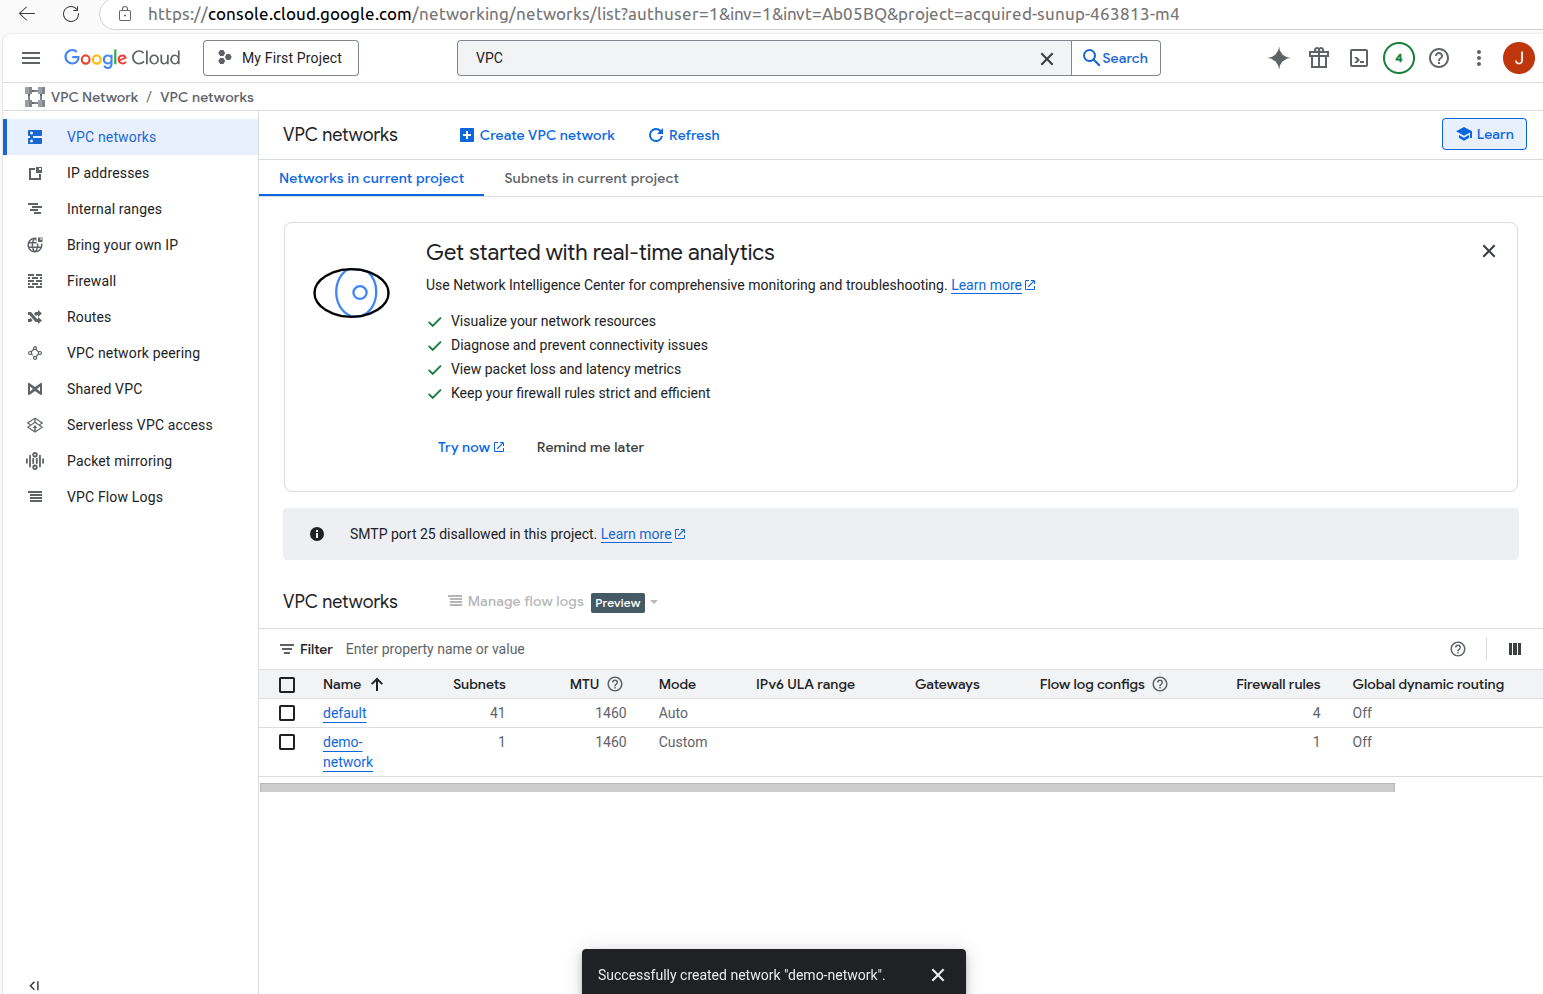 https://console.cloud.google.com/networking/networks/list?authuser=1&inv=1&invt=Ab05BQ&project=acquired-sunup-463813-m4
Google Cloud My First Project VPC Search 4 J
VPC Network / VPC networks
VPC networks
IP addresses
Internal ranges
Bring your own IP
Firewall
Routes
VPC network peering
Shared VPC
Serverless VPC access
Packet mirroring
VPC Flow Logs
VPC networks Create VPC network Refresh Learn
Networks in current project Subnets in current project
Get started with real-time analytics
Use Network Intelligence Center for comprehensive monitoring and troubleshooting. Learn more
Visualize your network resources
Diagnose and prevent connectivity issues
View packet loss and latency metrics
Keep your firewall rules strict and efficient
Try now Remind me later
SMTP port 25 disallowed in this project. Learn more
VPC networks Manage flow logs Preview
Filter Enter property name or value
Name Subnets MTU Mode IPv6 ULA range Gateways Flow log configs Firewall rules Global dynamic routing
default 41 1460 Auto 4 Off
demo- 1 1460 Custom 1 Off
network
Successfully created network "demo-network".